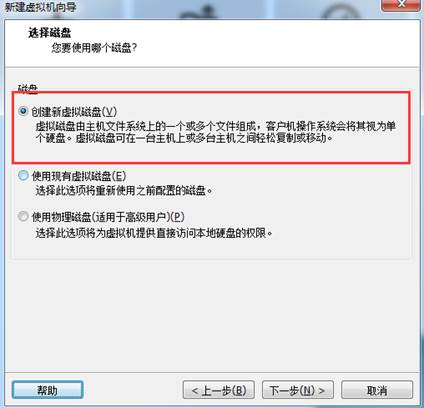 新建虚拟机向导
选择磁盘
您要使用哪个磁盘?
磁盘
创建新虚拟磁盘(V)
虚拟磁盘由主机文件系统上的一个或多个文件组成，客户机操作系统会将其视为单
个硬盘。虚拟磁盘可在一台主机上或多台主机之间轻松复制或移动。
使用现有虚拟磁盘(E)
选择此选项将重新使用之前配置的磁盘。
使用物理磁盘(适用于高级用户)(P)
选择此选项将为虚拟机提供直接访问本地硬盘的权限。
帮助 < 上一步(B) 下一步(N) > 取消